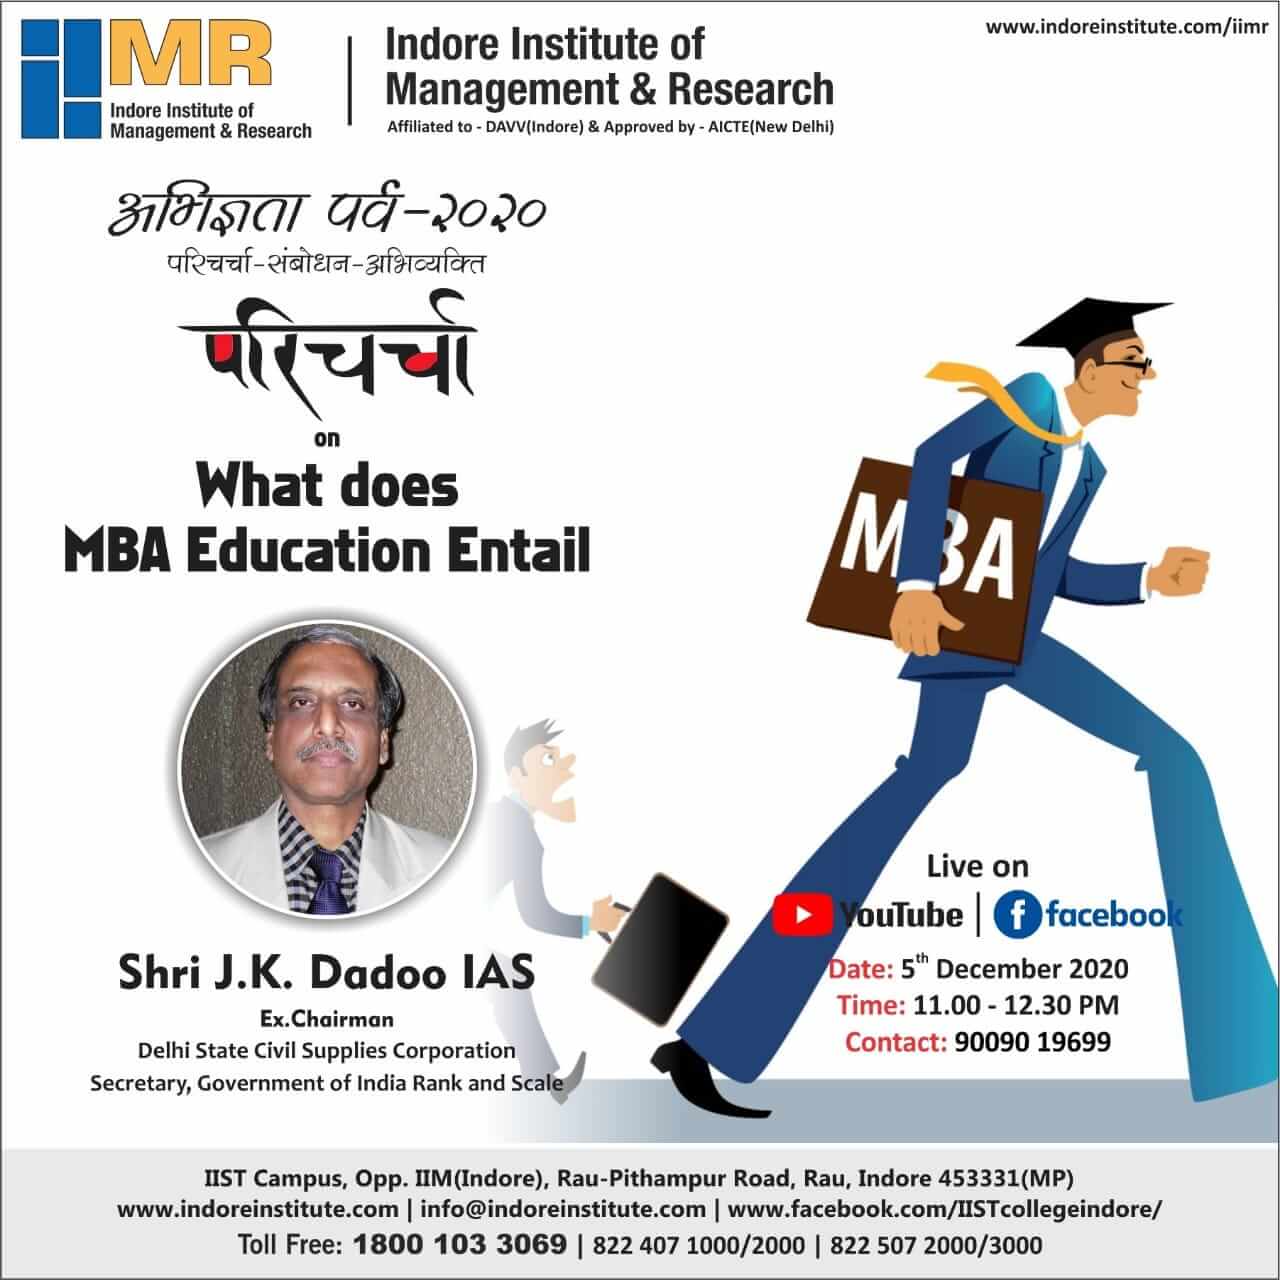 www.indoreinstitute.com/iimr
IIMR
Indore Institute of
Management & Research
Indore Institute of
Management & Research
Affiliated to - DAVV(Indore) & Approved by - AICTE(New Delhi)
अभिज्ञता पर्व-२०२०
परिचर्चा-संबोधन-अभिव्यक्ति
परिचर्चा
on
What does
MBA Education Entail
MBA
Shri J.K. Dadoo IAS
Ex.Chairman
Delhi State Civil Supplies Corporation
Secretary, Government of India Rank and Scale
Live on
YouTube | facebook
Date: 5th December 2020
Time: 11.00 - 12.30 PM
Contact: 90090 19699
IIST Campus, Opp. IIM(Indore), Rau-Pithampur Road, Rau, Indore 453331(MP)
www.indoreinstitute.com | info@indoreinstitute.com | www.facebook.com/IISTcollegeindore/
Toll Free: 1800 103 3069 | 822 407 1000/2000 | 822 507 2000/3000